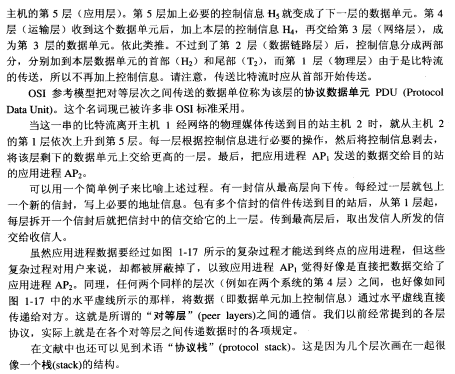 主机的第 5 层（应用层）。第 5 层加上必要的控制信息 H₅ 就变成了下一层的数据单元。第 4
层（运输层）收到这个数据单元后，加上本层的控制信息 H₄，再交给第 3 层（网络层），成
为第 3 层的数据单元。依此类推。不过到了第 2 层（数据链路层）后，控制信息分成两部
分，分别加到本层数据单元的首部（H₂）和尾部（T₂），而第 1 层（物理层）由于是比特流
的传送，所以不再加上控制信息。请注意，传送比特流时应从首部开始传送。
OSI 参考模型把对等层次之间传送的数据单位称为该层的协议数据单元 PDU (Protocol
Data Unit)。这个名词现已被许多非 OSI 标准采用。
当这一串的比特流离开主机 1 经网络的物理媒体传送到目的站主机 2 时，就从主机 2
的第 1 层依次上升到第 5 层。每一层根据控制信息进行必要的操作，然后将控制信息剥去，
将该层剩下的数据单元上交给更高的一层。最后，把应用进程 AP₁ 发送的数据交给目的站
的应用进程 AP₂。
可以用一个简单例子来比喻上述过程。有一封信从最高层向下传。每经过一层就包上
一个新的信封，写上必要的地址信息。包有多个信封的信件传送到目的站后，从第 1 层起，
每层拆开一个信封后就把信封中的信交给它的上一层。传到最高层后，取出发信人所发的信
交给收信人。
虽然应用进程数据要经过如图 1-17 所示的复杂过程才能送到终点的应用进程，但这些
复杂过程对用户来说，却都被屏蔽掉了，以致应用进程 AP₁ 觉得好像是直接把数据交给了
应用进程 AP₂。同理，任何两个同样的层次（例如在两个系统的第 4 层）之间，也好像如同
图 1-17 中的水平虚线所示的那样，将数据（即数据单元加上控制信息）通过水平虚线直接
传递给对方。这就是所谓的“对等层”(peer layers)之间的通信。我们以前经常提到的各层
协议，实际上就是在各个对等层之间传递数据时的各项规定。
在文献中也还可以见到术语“协议栈”(protocol stack)。这是因为几个层次画在一起很
像一个栈(stack)的结构。